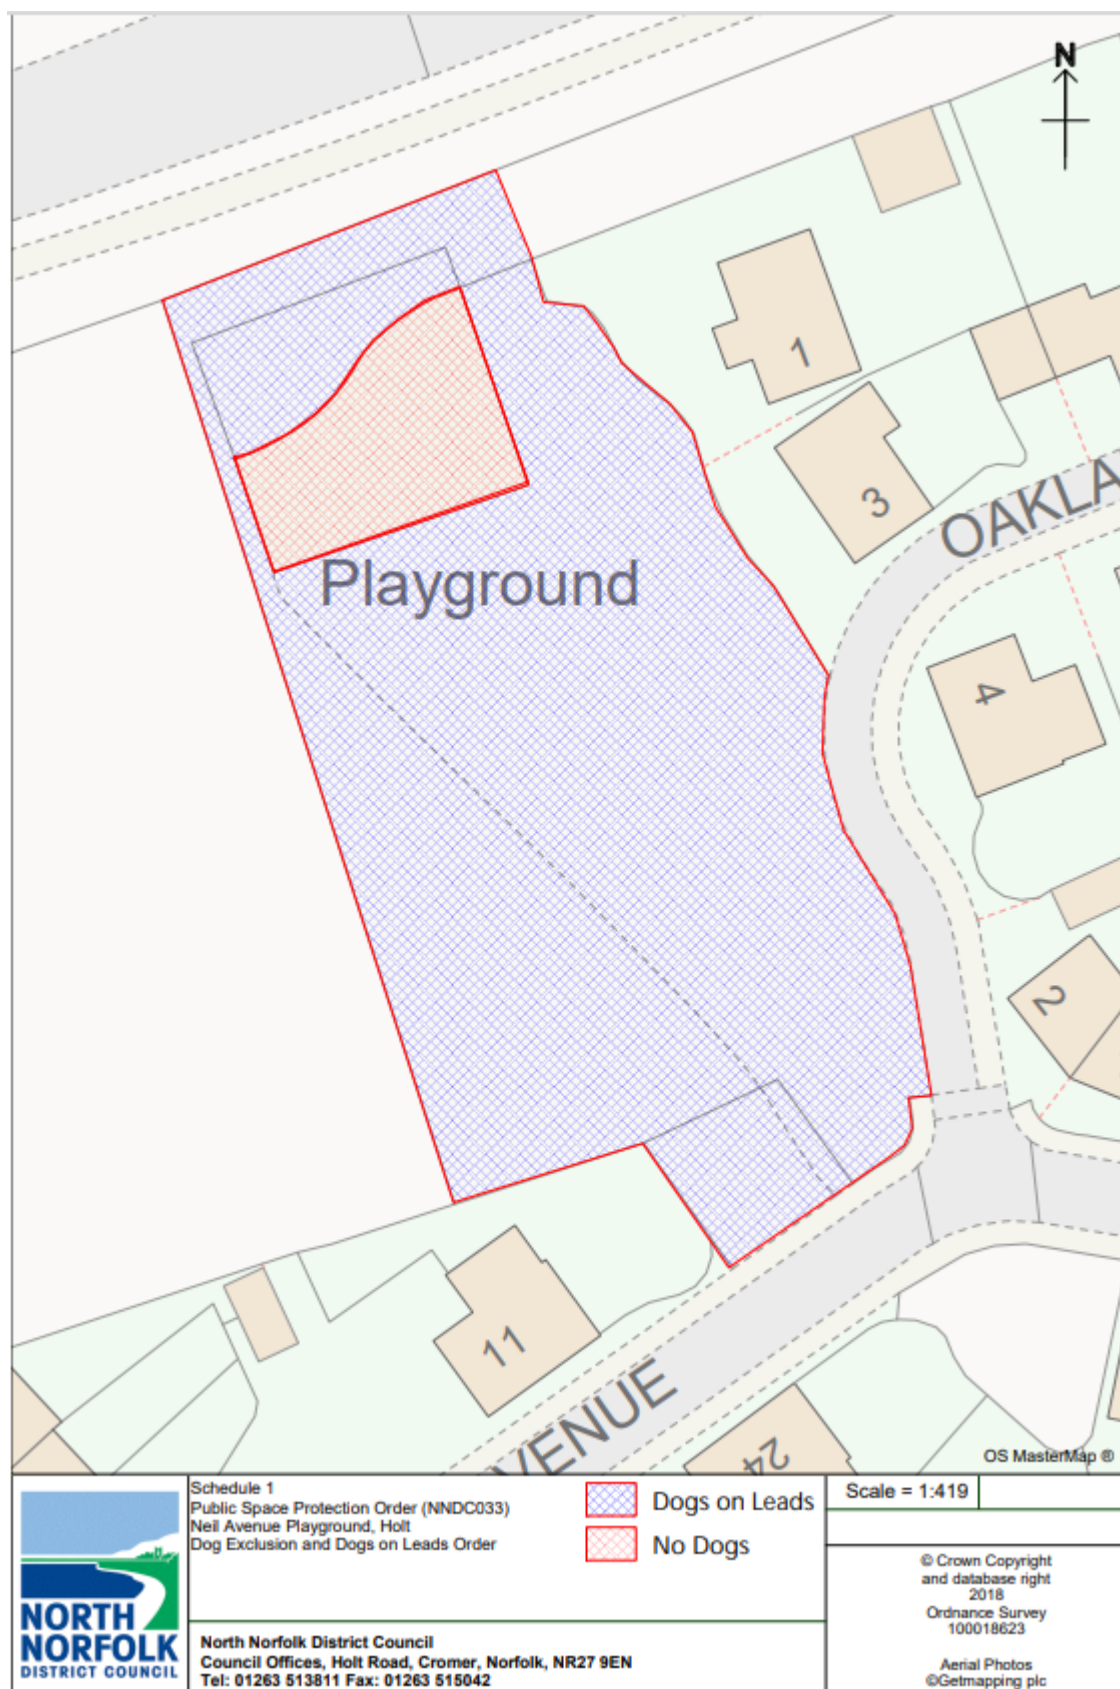 N
1
3
OAKLA
Playground
4
2
11
VENUE
24
OS MasterMap ®
Schedule 1
Public Space Protection Order (NNDC033)
Neil Avenue Playground, Holt
Dog Exclusion and Dogs on Leads Order
Dogs on Leads
No Dogs
Scale = 1:419
NORTH
NORFOLK
DISTRICT COUNCIL
North Norfolk District Council
Council Offices, Holt Road, Cromer, Norfolk, NR27 9EN
Tel: 01263 513811 Fax: 01263 515042
© Crown Copyright
and database right
2018
Ordnance Survey
100018623
Aerial Photos
©Getmapping plc